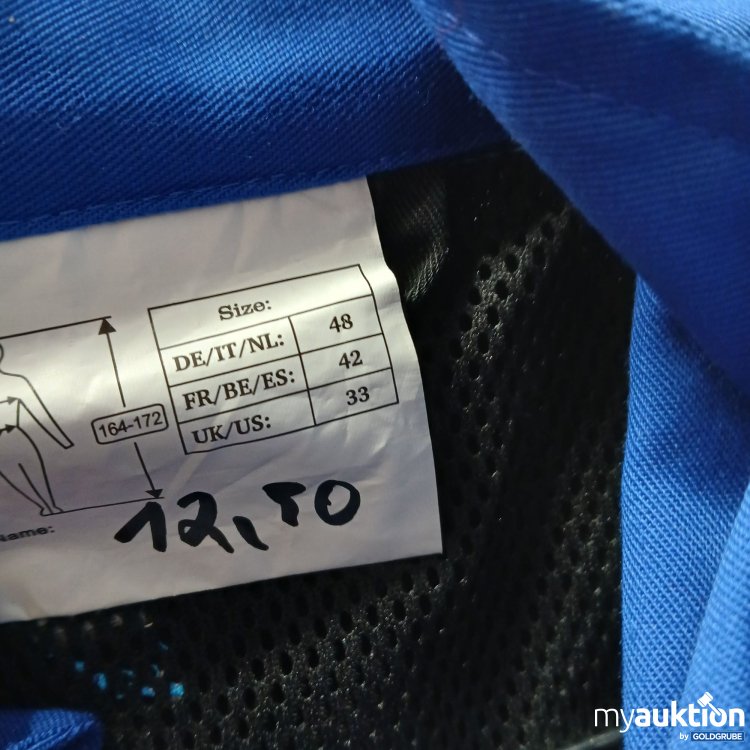 Size:
DE/IT/NL: 48
FR/BE/ES: 42
UK/US: 33
164-172
Name:
12,50
myauktion
by GOLDGRUBE